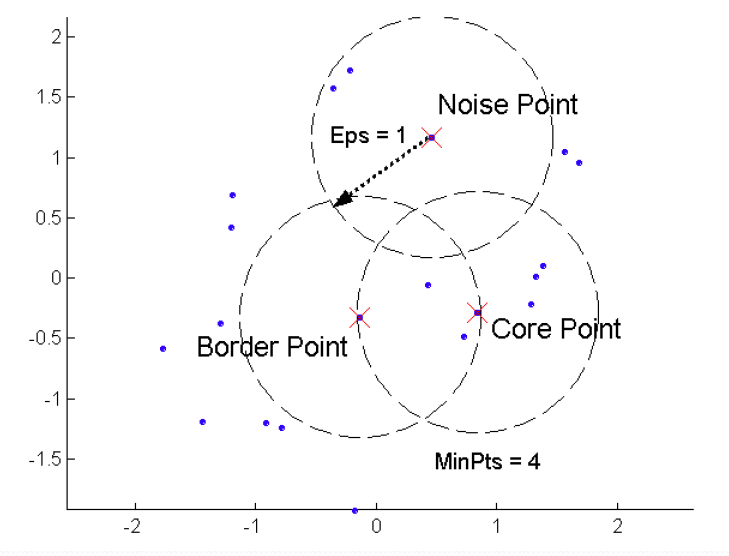 2
Noise Point
1.5
Eps = 1
1
0.5
0
Core Point
-0.5
Border Point
-1
MinPts = 4
-1.5
-2 -1 0 1 2